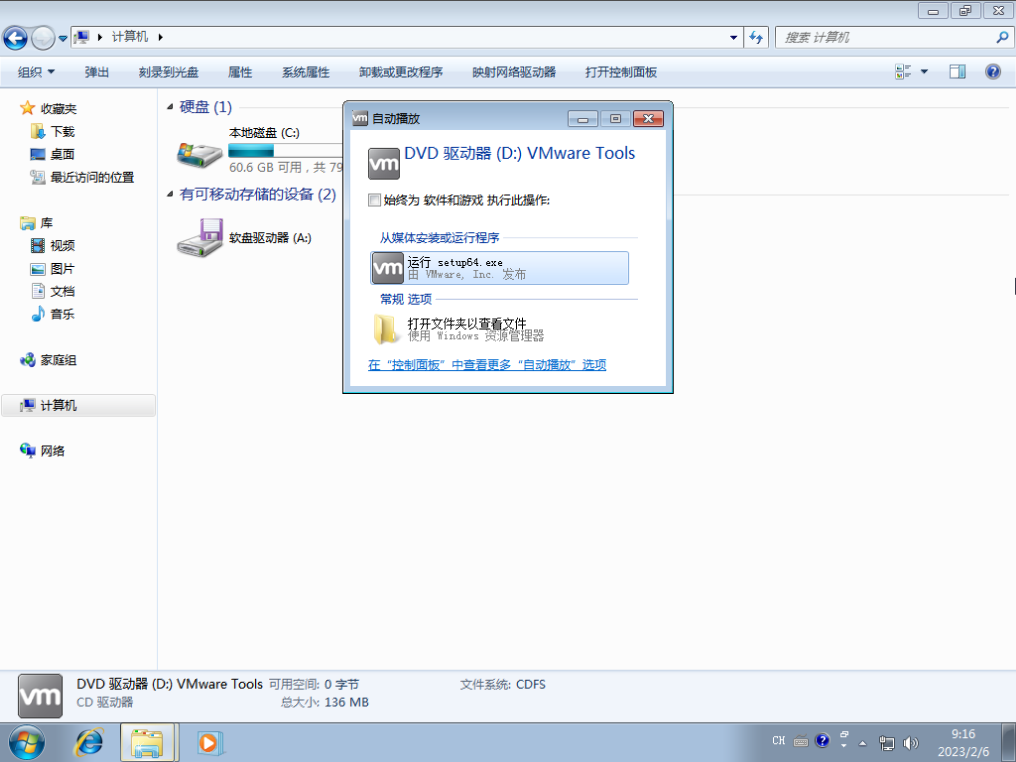 计算机
搜索 计算机
组织 弹出 刻录到光盘 属性 系统属性 卸载或更改程序 映射网络驱动器 打开控制面板
收藏夹
下载
桌面
最近访问的位置
库
视频
图片
文档
音乐
家庭组
计算机
网络
硬盘 (1)
本地磁盘 (C:)
60.6 GB 可用，共 79
有可移动存储的设备 (2)
软盘驱动器 (A:)
vm 自动播放
vm DVD 驱动器 (D:) VMware Tools
始终为 软件和游戏 执行此操作:
从媒体安装或运行程序
vm 运行 setup64.exe
由 VMware, Inc. 发布
常规 选项
打开文件夹以查看文件
使用 Windows 资源管理器
在“控制面板”中查看更多“自动播放”选项
vm DVD 驱动器 (D:) VMware Tools 可用空间: 0 字节 文件系统: CDFS
CD 驱动器 总大小: 136 MB
CH
9:16
2023/2/6